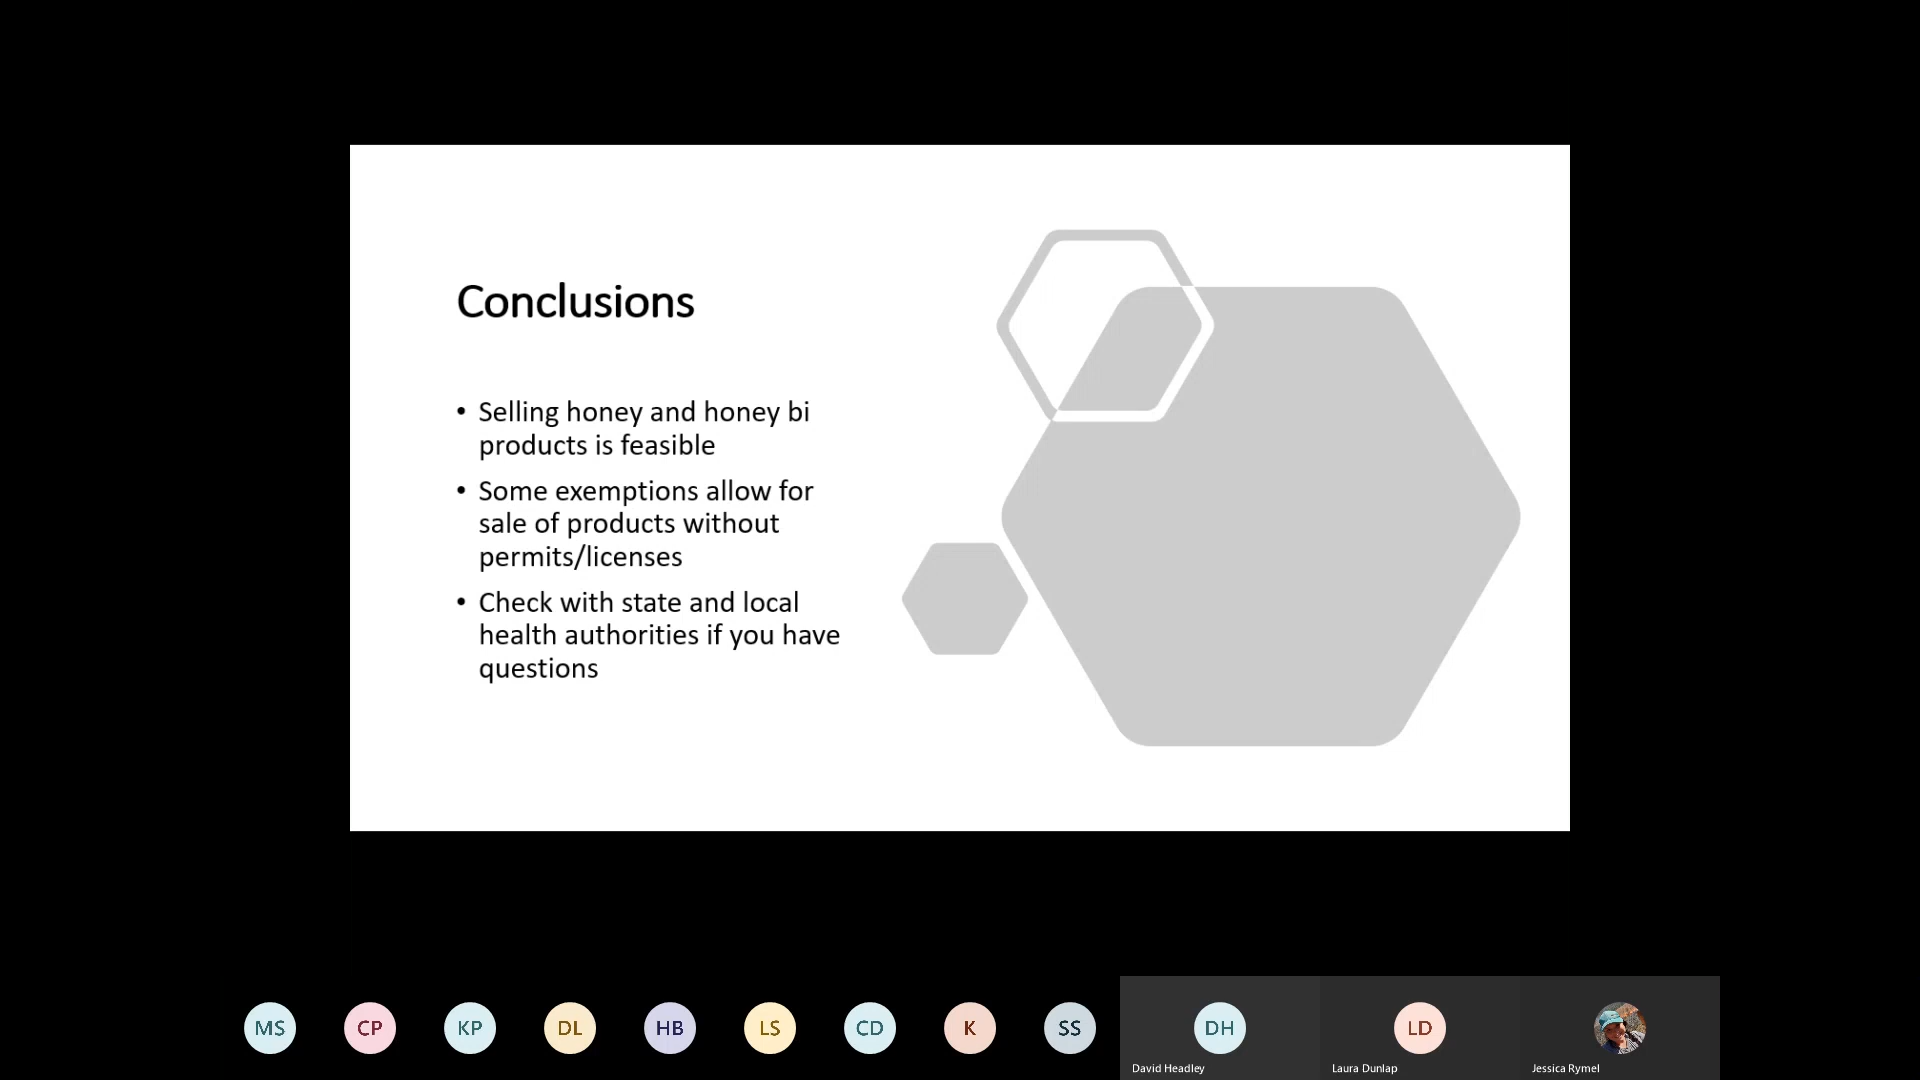 Conclusions
• Selling honey and honey bi
products is feasible
• Some exemptions allow for
sale of products without
permits/licenses
• Check with state and local
health authorities if you have
questions
MS CP KP DL HB LS CD K SS DH LD
David Headley Laura Dunlap Jessica Rymel